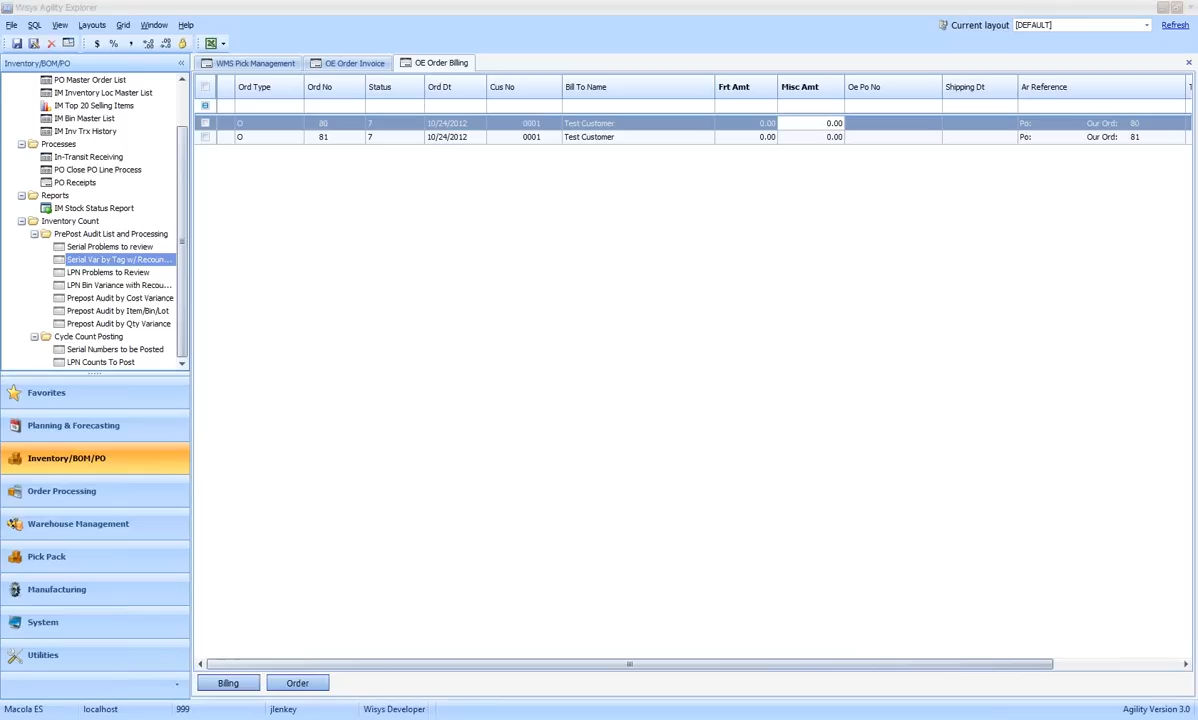 Wisys Agility Explorer
File SQL View Layouts Grid Window Help
Current layout [DEFAULT] Refresh
$ % ,
Inventory/BOM/PO «
WMS Pick Management OE Order Invoice OE Order Billing
PO Master Order List
IM Inventory Loc Master List
IM Top 20 Selling Items
IM Bin Master List
IM Inv Trx History
Processes
In-Transit Receiving
PO Close PO Line Process
PO Receipts
Reports
IM Stock Status Report
Inventory Count
PrePost Audit List and Processing
Serial Problems to review
Serial Var by Tag w/ Recoun...
LPN Problems to Review
LPN Bin Variance with Recou...
Prepost Audit by Cost Variance
Prepost Audit by Item/Bin/Lot
Prepost Audit by Qty Variance
Cycle Count Posting
Serial Numbers to be Posted
LPN Counts To Post
Favorites
Planning & Forecasting
Inventory/BOM/PO
Order Processing
Warehouse Management
Pick Pack
Manufacturing
System
Utilities
Ord Type Ord No Status Ord Dt Cus No Bill To Name Frt Amt Misc Amt Oe Po No Shipping Dt Ar Reference
O 80 7 10/24/2012 0001 Test Customer 0.00 0.00 Po: Our Ord: 80
O 81 7 10/24/2012 0001 Test Customer 0.00 0.00 Po: Our Ord: 81
Billing Order
Macola ES localhost 999 jlenkey Wisys Developer Agility Version 3.0